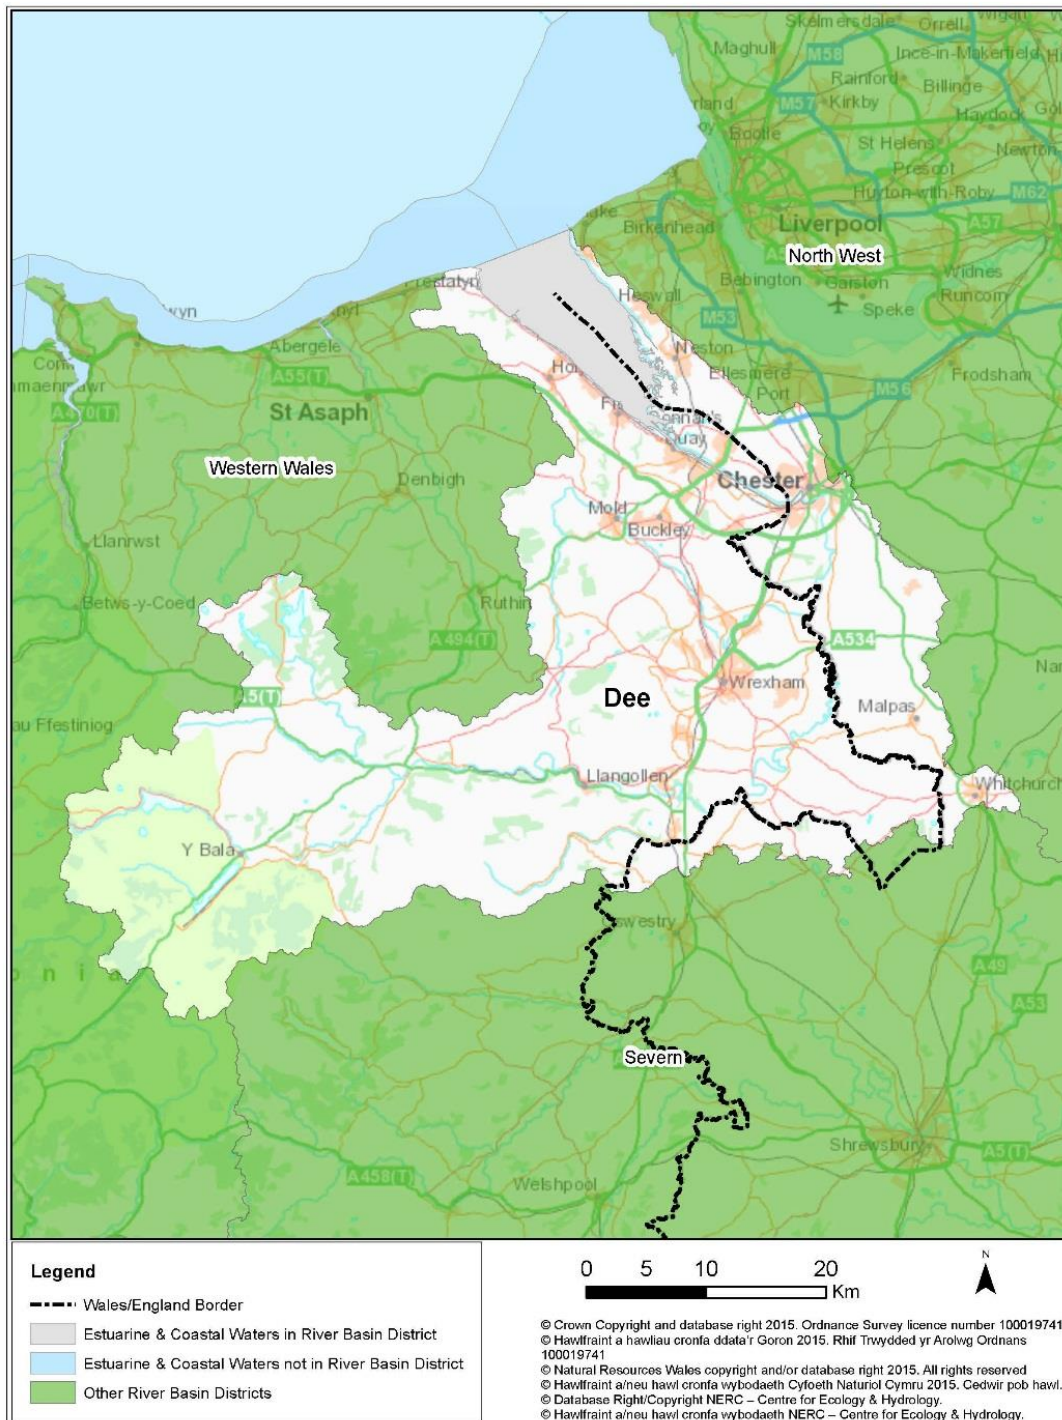 Skelmersdale
Orrell
Maghull
M58
Ince-in-Makerfield
Rainford
Billinge
M57
Kirkby
Haydock
Bootle
St Helens
Newton
Prescot
Huyton-with-Roby
M62
Birkenhead
Liverpool
A57
North West
Bebington
Garston
Widnes
Speke
Runcorn
Heswall
M53
Neston
Ellesmere
Port
M56
Frodsham
Prestatyn
Abergele
A55(T)
St Asaph
A470(T)
Western Wales
Denbigh
Quay
Chester
Mold
Buckley
Llanrwst
Betws-y-Coed
Ruthin
A494(T)
A534
A5(T)
Dee
Wrexham
Malpas
au Ffestiniog
Llangollen
Whitchurch
Y Bala
Oswestry
A49
A53
Severn
Shrewsbury
A5(T)
A458(T)
Welshpool
Legend
Wales/England Border
Estuarine & Coastal Waters in River Basin District
Estuarine & Coastal Waters not in River Basin District
Other River Basin Districts
0 5 10 20
Km
N
© Crown Copyright and database right 2015. Ordnance Survey licence number 100019741
© Hawlfraint a hawliau cronfa ddata'r Goron 2015. Rhif Trwydded yr Arolwg Ordnans
100019741
© Natural Resources Wales copyright and/or database right 2015. All rights reserved
© Hawlfraint a/neu hawl cronfa wybodaeth Cyfoeth Naturiol Cymru 2015. Cedwir pob hawl.
© Database Right/Copyright NERC – Centre for Ecology & Hydrology.
© Hawlfraint a/neu hawl cronfa wybodaeth NERC – Centre for Ecology & Hydrology.